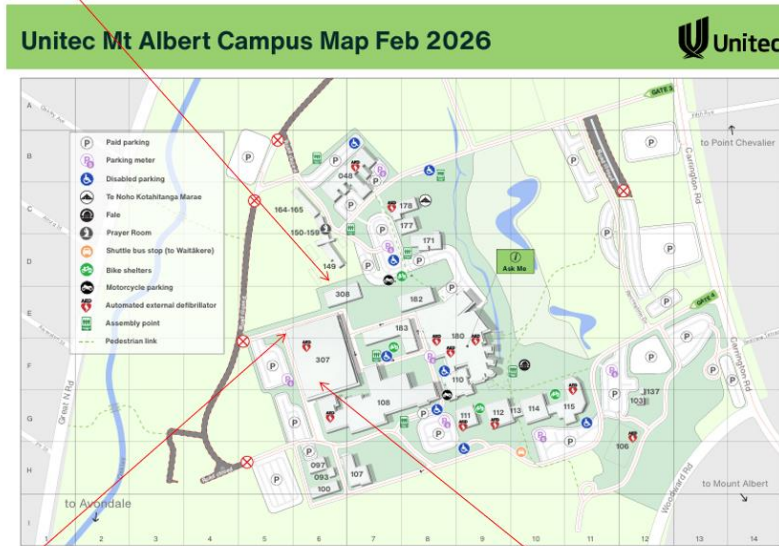 Unitec Mt Albert Campus Map Feb 2026
Unitec
A
B
C
D
E
F
G
H
I
1
2
3
4
5
6
7
8
9
10
11
12
13
14
Paid parking
Parking meter
Disabled parking
Te Noho Kotahitanga Marae
Fale
Prayer Room
Shuttle bus stop (to Waitākere)
Bike shelters
Motorcycle parking
Automated external defibrillator
Assembly point
Pedestrian link
GATE 3
to Point Chevalier
Carrington Rd
048
164-165
178
150-159
177
171
149
Ask Me
308
182
GATE 4
183
180
307
110
Carrington Rd
Great N Rd
108
111
112
113
114
115
1137
103
106
097
093
100
107
Woodward Rd
to Mount Albert
to Avondale